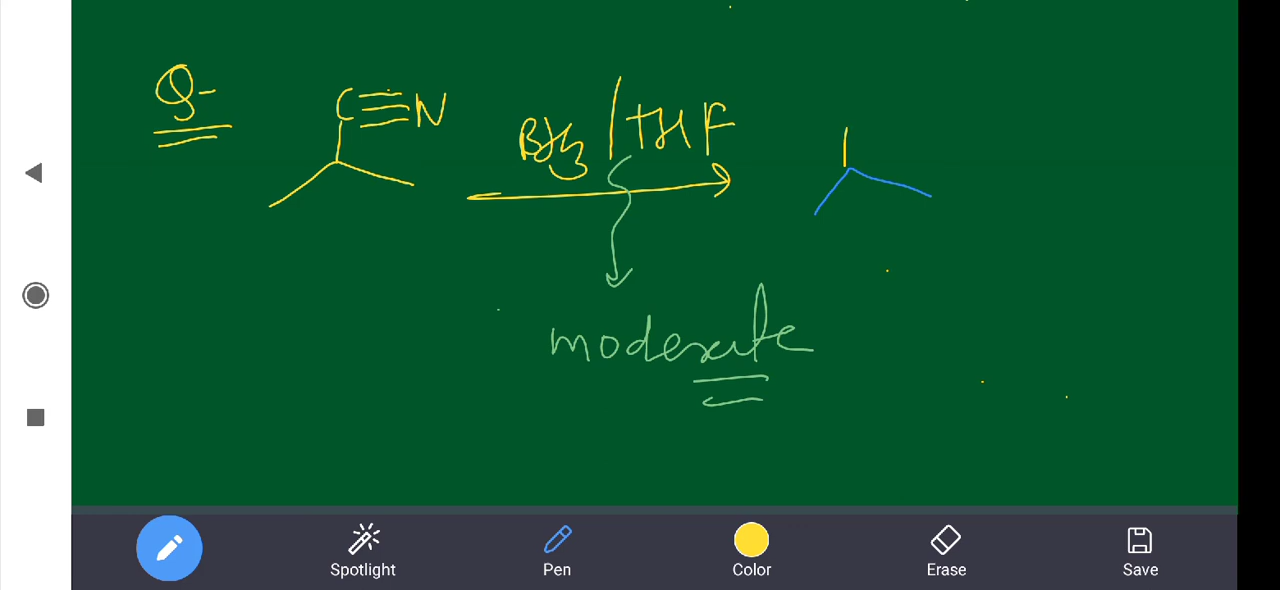 Q-
C≡N
BH3/THF
moderate
Spotlight
Pen
Color
Erase
Save